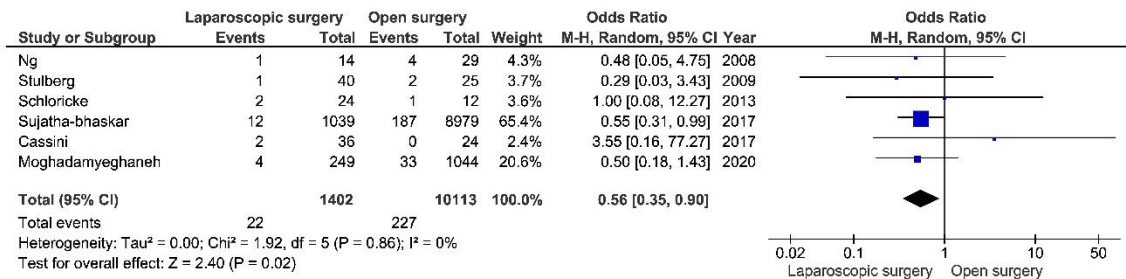 Laparoscopic surgery Open surgery Odds Ratio Odds Ratio
Study or Subgroup Events Total Events Total Weight M-H, Random, 95% CI Year M-H, Random, 95% CI
Ng 1 14 4 29 4.3% 0.48 [0.05, 4.75] 2008
Stulberg 1 40 2 25 3.7% 0.29 [0.03, 3.43] 2009
Schloricke 2 24 1 12 3.6% 1.00 [0.08, 12.27] 2013
Sujatha-bhaskar 12 1039 187 8979 65.4% 0.55 [0.31, 0.99] 2017
Cassini 2 36 0 24 2.4% 3.55 [0.16, 77.27] 2017
Moghadamyeghaneh 4 249 33 1044 20.6% 0.50 [0.18, 1.43] 2020
Total (95% CI) 1402 10113 100.0% 0.56 [0.35, 0.90]
Total events 22 227
Heterogeneity: Tau² = 0.00; Chi² = 1.92, df = 5 (P = 0.86); I² = 0%
Test for overall effect: Z = 2.40 (P = 0.02)
0.02 0.1 1 10 50
Laparoscopic surgery Open surgery